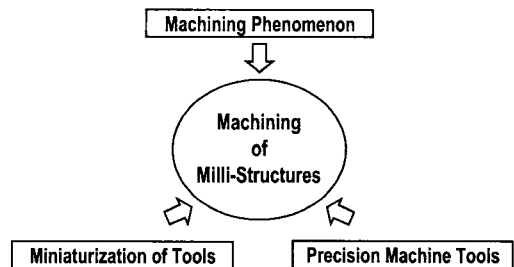 Machining Phenomenon
Machining
of
Milli-Structures
Miniaturization of Tools
Precision Machine Tools